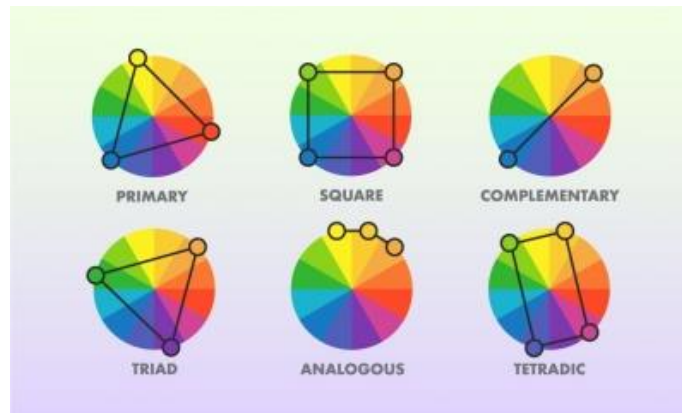 PRIMARY
SQUARE
COMPLEMENTARY
TRIAD
ANALOGOUS
TETRADIC